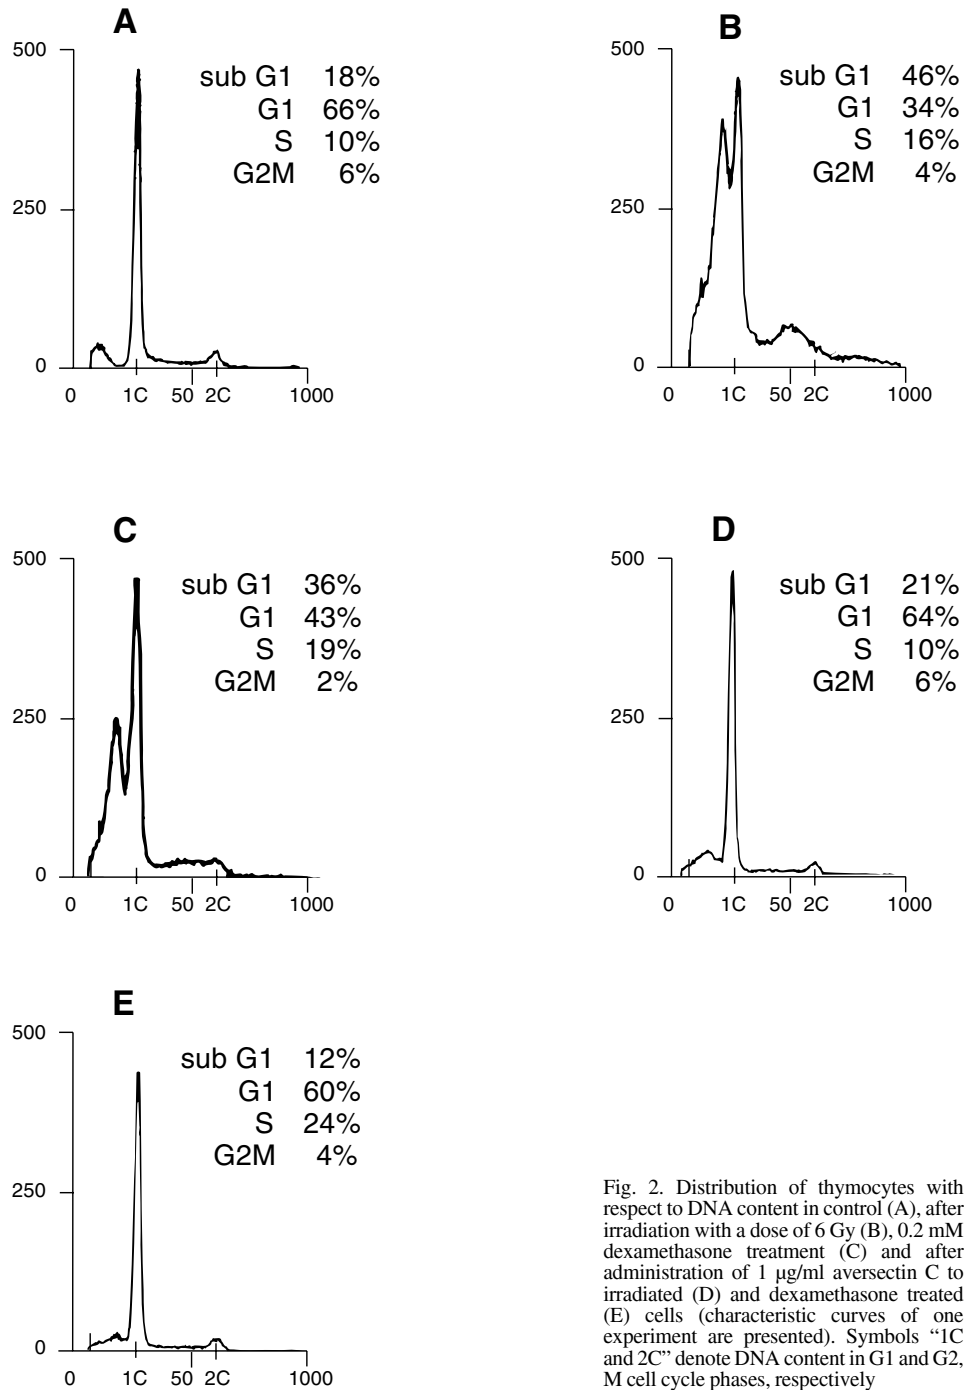 A
500
sub G1 18%
G1 66%
S 10%
G2M 6%
250
0
0 1C 50 2C 1000
B
500
sub G1 46%
G1 34%
S 16%
G2M 4%
250
0
0 1C 50 2C 1000
C
500
sub G1 36%
G1 43%
S 19%
G2M 2%
250
0
0 1C 50 2C 1000
D
500
sub G1 21%
G1 64%
S 10%
G2M 6%
250
0
0 1C 50 2C 1000
E
500
sub G1 12%
G1 60%
S 24%
G2M 4%
250
0
0 1C 50 2C 1000
Fig. 2. Distribution of thymocytes with
respect to DNA content in control (A), after
irradiation with a dose of 6 Gy (B), 0.2 mM
dexamethasone treatment (C) and after
administration of 1 μg/ml aversectin C to
irradiated (D) and dexamethasone treated
(E) cells (characteristic curves of one
experiment are presented). Symbols “1C
and 2C” denote DNA content in G1 and G2,
M cell cycle phases, respectively